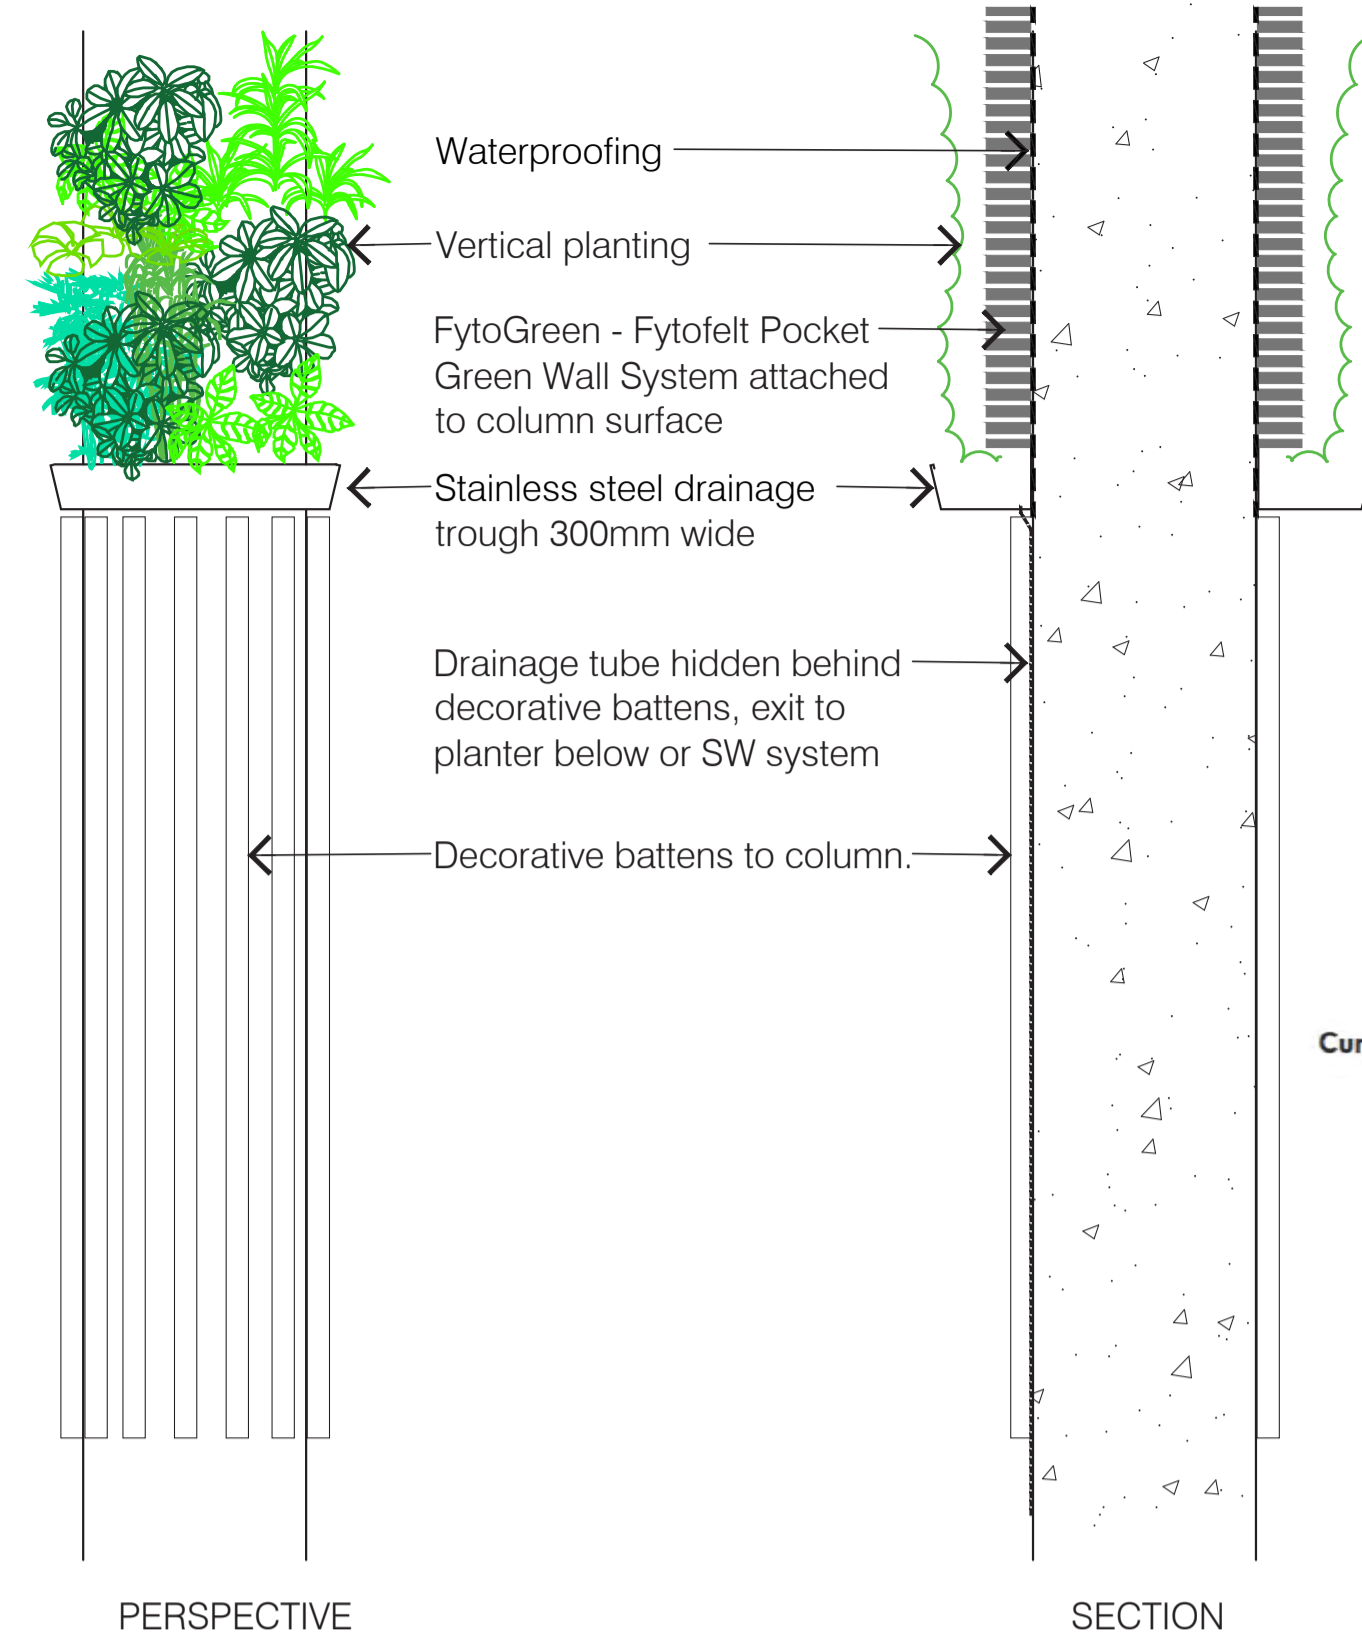 Waterproofing
Vertical planting
FytoGreen - Fytofelt Pocket
Green Wall System attached
to column surface
Stainless steel drainage
trough 300mm wide
Drainage tube hidden behind
decorative battens, exit to
planter below or SW system
Decorative battens to column.
Cur
PERSPECTIVE
SECTION